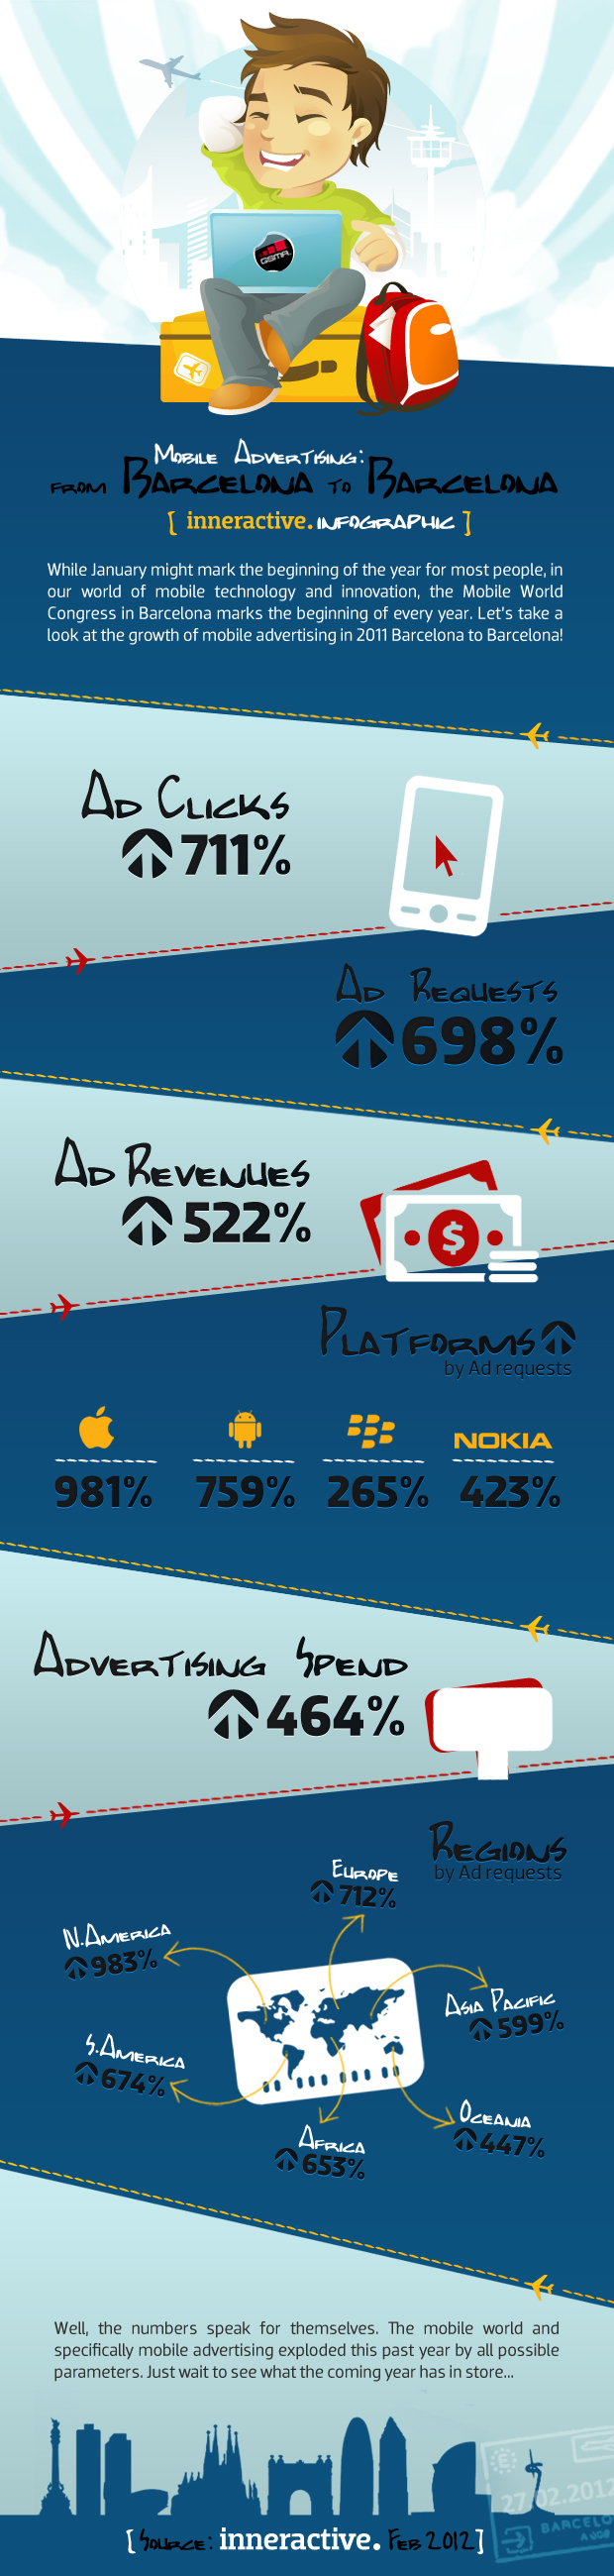 GSMA
Mobile Advertising:
from Barcelona to Barcelona
[ inneractive. infographic ]
While January might mark the beginning of the year for most people, in
our world of mobile technology and innovation, the Mobile World
Congress in Barcelona marks the beginning of every year. Let's take a
look at the growth of mobile advertising in 2011 Barcelona to Barcelona!
Ad Clicks
711%
Ad Requests
698%
Ad Revenues
522%
$
Platforms
by Ad requests
NOKIA
981% 759% 265% 423%
Advertising Spend
464%
Regions
by Ad requests
Europe
712%
N.America
983%
Asia Pacific
599%
S.America
674%
Oceania
447%
Africa
653%
Well, the numbers speak for themselves. The mobile world and
specifically mobile advertising exploded this past year by all possible
parameters. Just wait to see what the coming year has in store...
27.02.2012
BARCELO
[ Source: inneractive. Feb 2012 ]